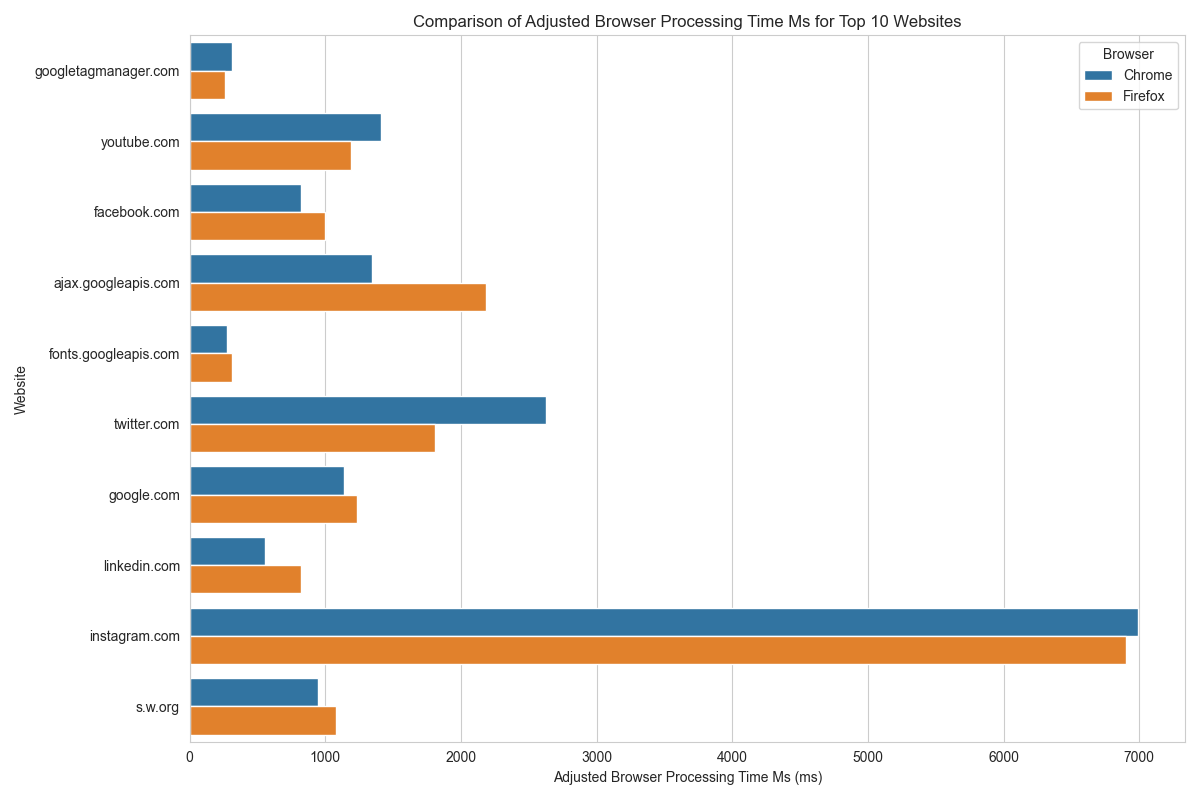 Comparison of Adjusted Browser Processing Time Ms for Top 10 Websites
Browser
Chrome
Firefox
Website
googletagmanager.com
youtube.com
facebook.com
ajax.googleapis.com
fonts.googleapis.com
twitter.com
google.com
linkedin.com
instagram.com
s.w.org
0 1000 2000 3000 4000 5000 6000 7000
Adjusted Browser Processing Time Ms (ms)